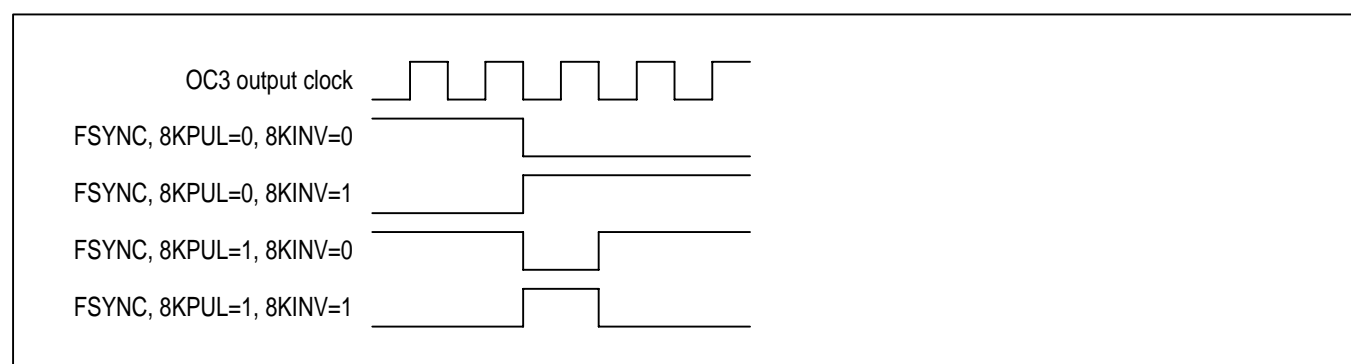 OC3 output clock
FSYNC, 8KPUL=0, 8KINV=0
FSYNC, 8KPUL=0, 8KINV=1
FSYNC, 8KPUL=1, 8KINV=0
FSYNC, 8KPUL=1, 8KINV=1